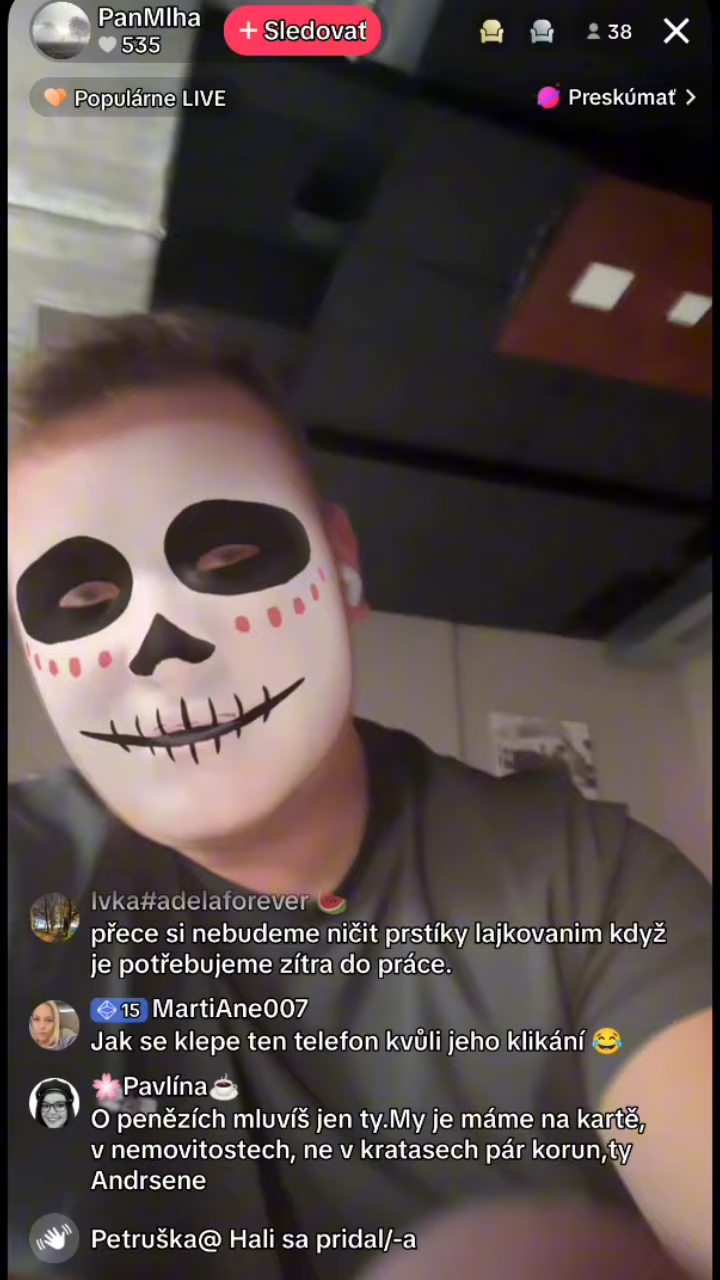 PanMlha
535
+ Sledovať
38
Populárne LIVE
Preskúmať
Ivka#adelaforever 🍉
přece si nebudeme ničit prstíky lajkovanim když
je potřebujeme zítra do práce.
15 MartiAne007
Jak se klepe ten telefon kvůli jeho klikání 😂
🌸Pavlína☕
O penězích mluvíš jen ty.My je máme na kartě,
v nemovitostech, ne v kratasech pár korun,ty
Andrsene
Petruška@ Hali sa pridal/-a